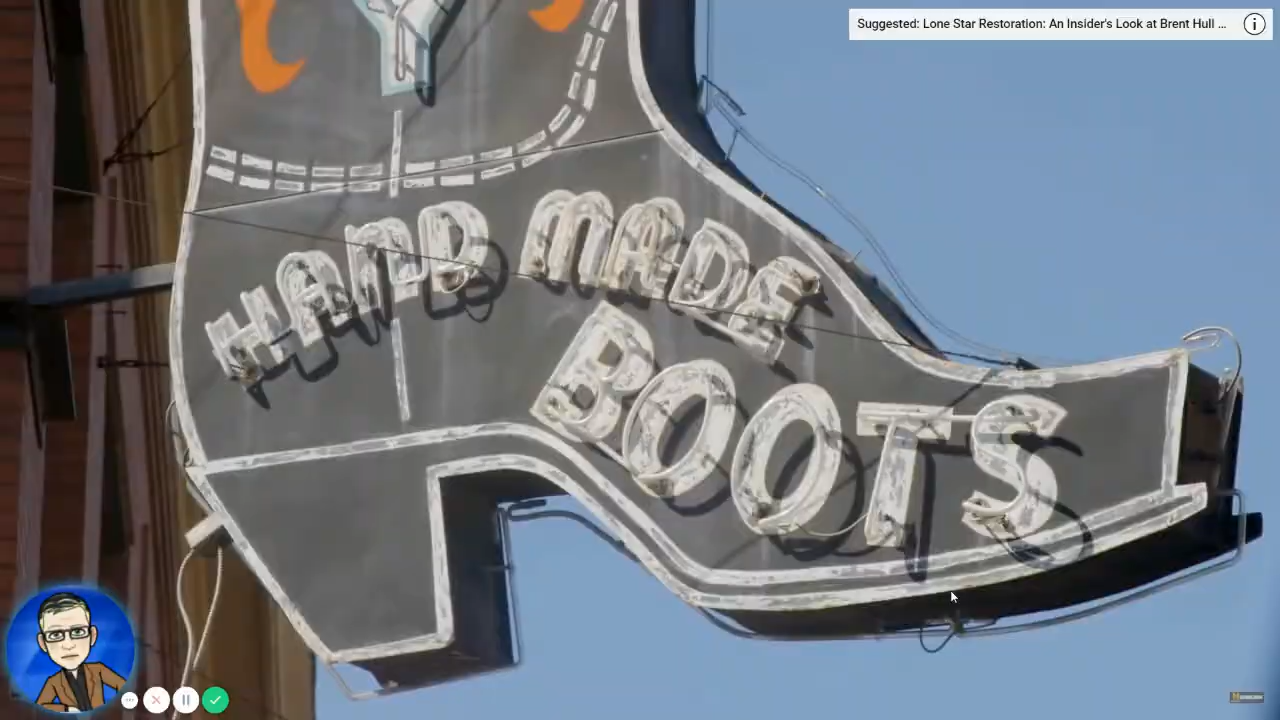 Suggested: Lone Star Restoration: An Insider's Look at Brent Hull ...
HAND MADE
BOOTS